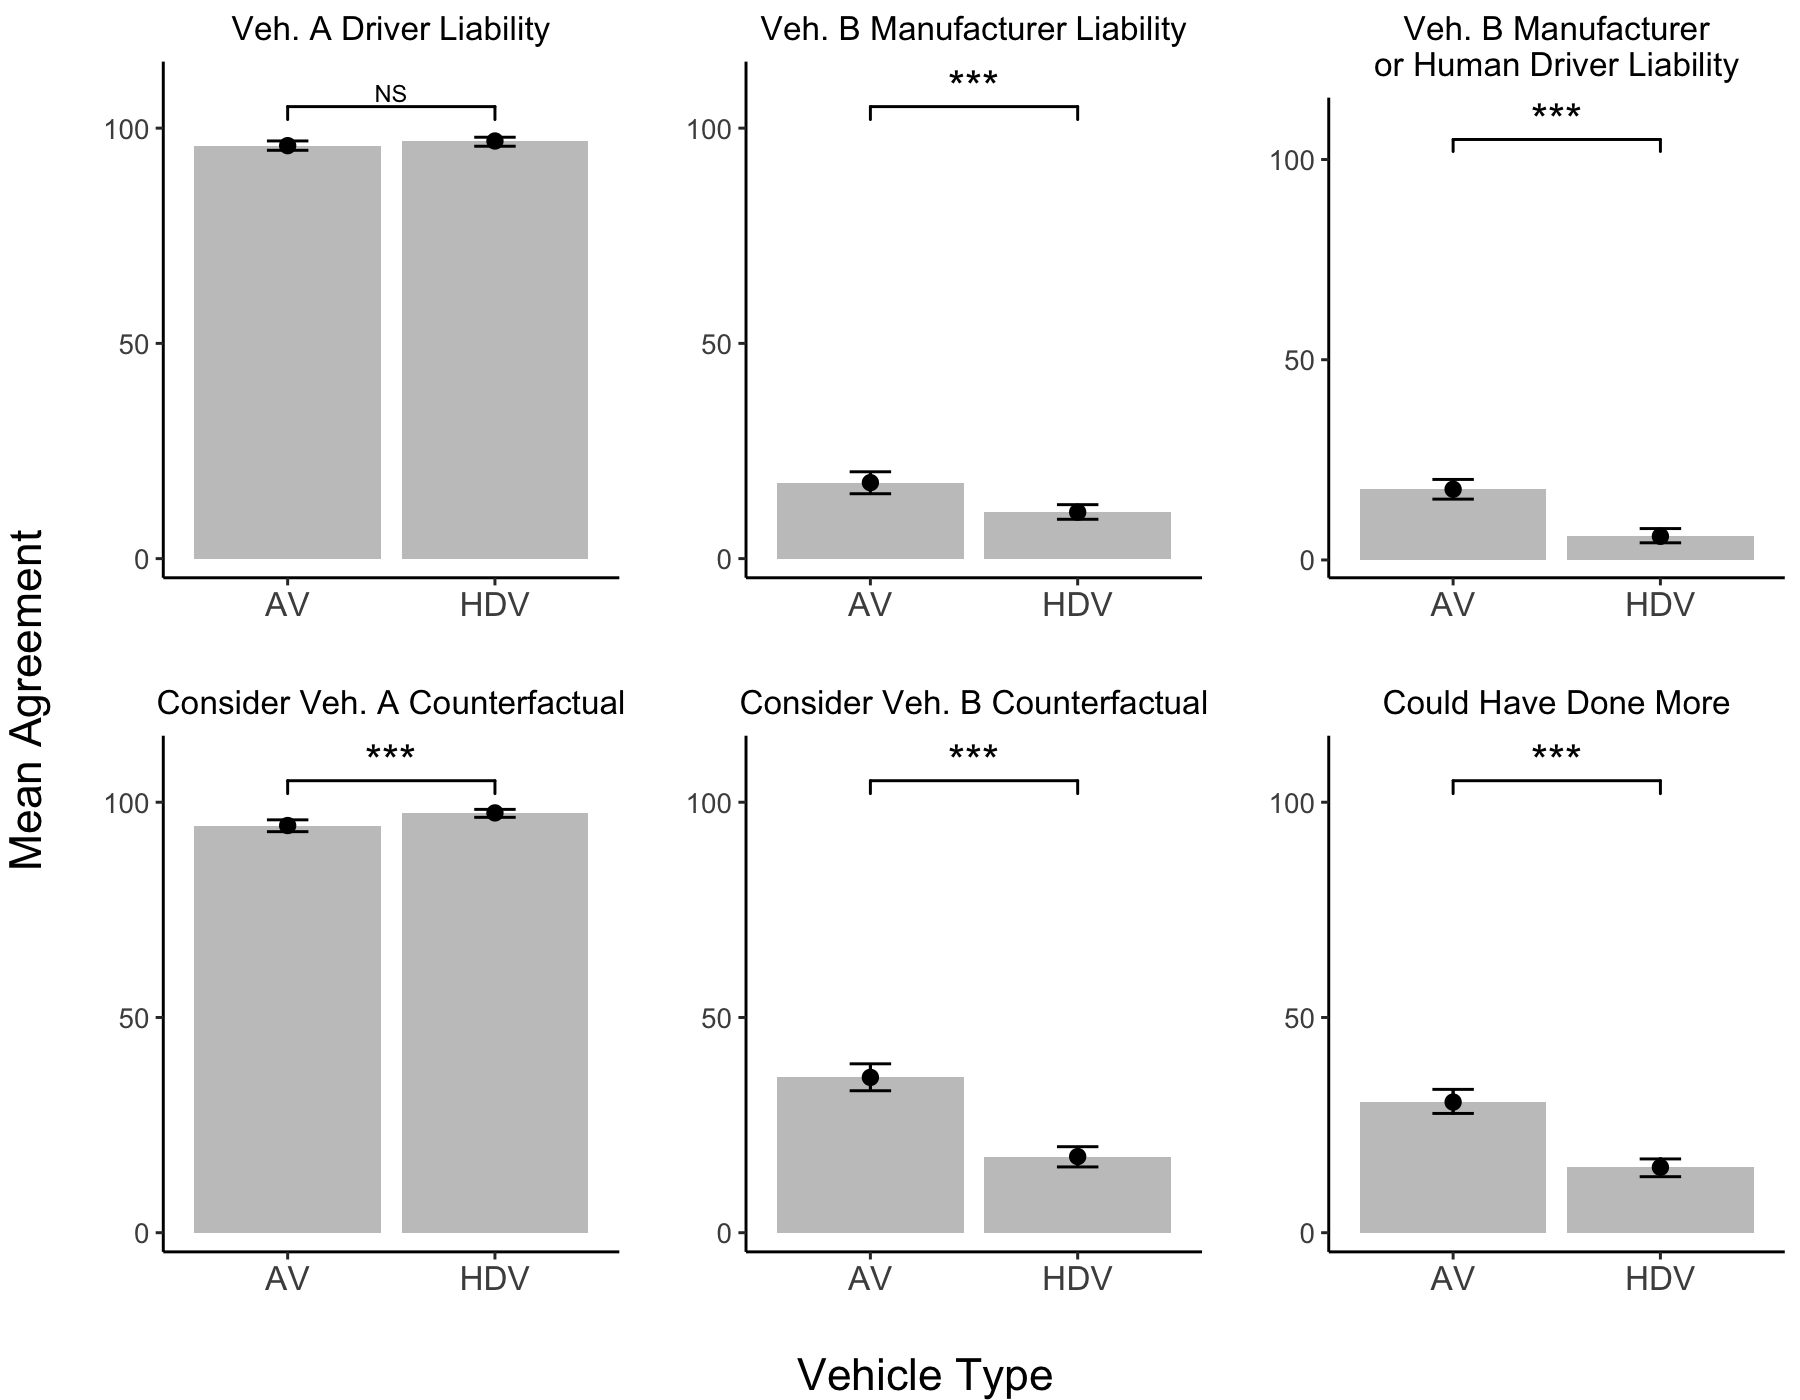 Veh. A Driver Liability
NS
100
50
0
AV HDV
Veh. B Manufacturer Liability
***
100
50
0
AV HDV
Veh. B Manufacturer
or Human Driver Liability
***
100
50
0
AV HDV
Mean Agreement
Consider Veh. A Counterfactual
***
100
50
0
AV HDV
Consider Veh. B Counterfactual
***
100
50
0
AV HDV
Could Have Done More
***
100
50
0
AV HDV
Vehicle Type